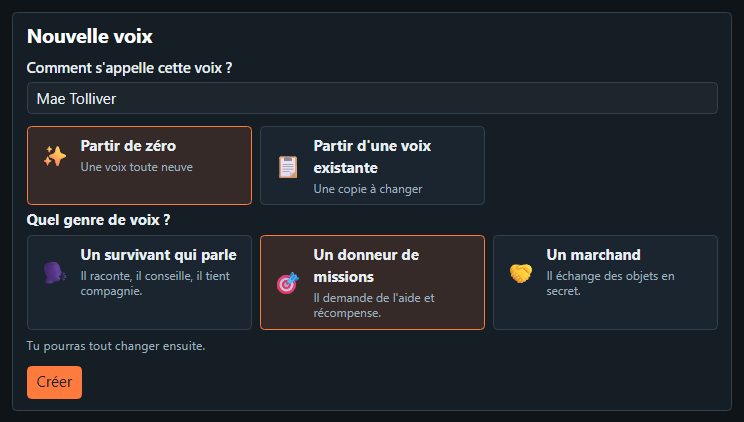 Nouvelle voix
Comment s'appelle cette voix ?
Mae Tolliver
Partir de zéro
Une voix toute neuve
Partir d'une voix
existante
Une copie à changer
Quel genre de voix ?
Un survivant qui parle
Il raconte, il conseille, il tient
compagnie.
Un donneur de
missions
Il demande de l'aide et
récompense.
Un marchand
Il échange des objets en
secret.
Tu pourras tout changer ensuite.
Créer